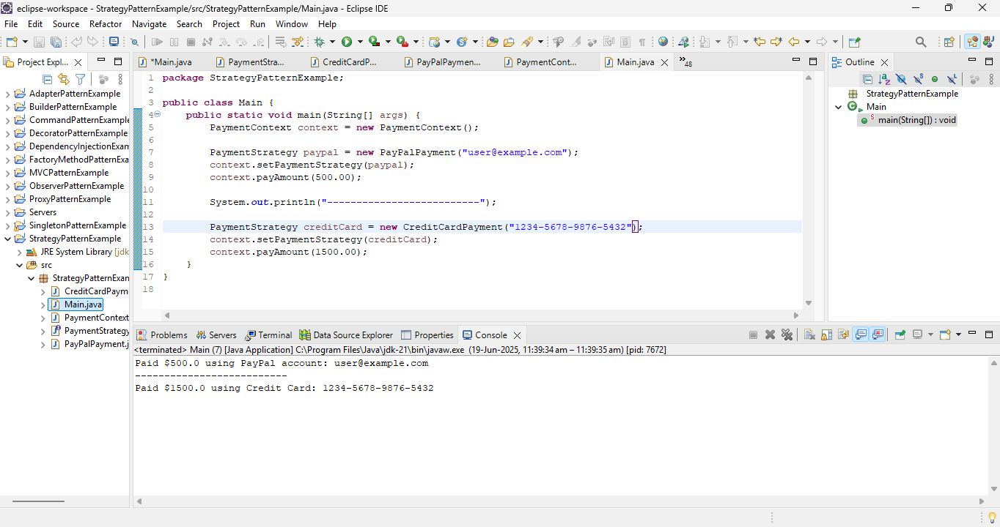 eclipse-workspace - StrategyPatternExample/src/StrategyPatternExample/Main.java - Eclipse IDE
File Edit Source Refactor Navigate Search Project Run Window Help
Project Expl...
AdapterPatternExample
BuilderPatternExample
CommandPatternExample
DecoratorPatternExample
DependencyInjectionExam
FactoryMethodPatternExa
MVCPatternExample
ObserverPatternExample
ProxyPatternExample
Servers
SingletonPatternExample
StrategyPatternExample
JRE System Library [jdk
src
StrategyPatternExan
CreditCardPaym
Main.java
PaymentContext
PaymentStrategy
PayPalPayment.j
*Main.java PaymentStra... CreditCardP... PayPalPaymen... PaymentCont... Main.java »48
1 package StrategyPatternExample;
2
3 public class Main {
4 public static void main(String[] args) {
5 PaymentContext context = new PaymentContext();
6
7 PaymentStrategy paypal = new PayPalPayment("user@example.com");
8 context.setPaymentStrategy(paypal);
9 context.payAmount(500.00);
10
11 System.out.println("--------------------------");
12
13 PaymentStrategy creditCard = new CreditCardPayment("1234-5678-9876-5432");
14 context.setPaymentStrategy(creditCard);
15 context.payAmount(1500.00);
16 }
17 }
18
Outline
StrategyPatternExample
Main
main(String[]) : void
Problems Servers Terminal Data Source Explorer Properties Console
<terminated> Main (7) [Java Application] C:\Program Files\Java\jdk-21\bin\javaw.exe (19-Jun-2025, 11:39:34 am – 11:39:35 am) [pid: 7672]
Paid $500.0 using PayPal account: user@example.com
--------------------------
Paid $1500.0 using Credit Card: 1234-5678-9876-5432